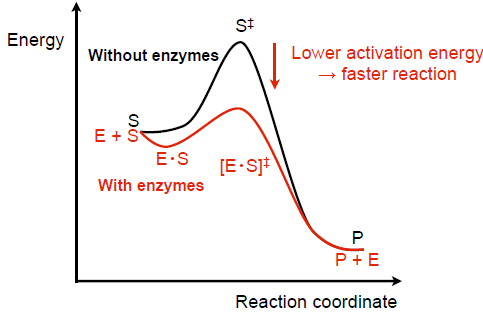 S‡
Energy
Without enzymes
Lower activation energy
→ faster reaction
S
E + S
E · S
[E · S]‡
With enzymes
P
P + E
Reaction coordinate